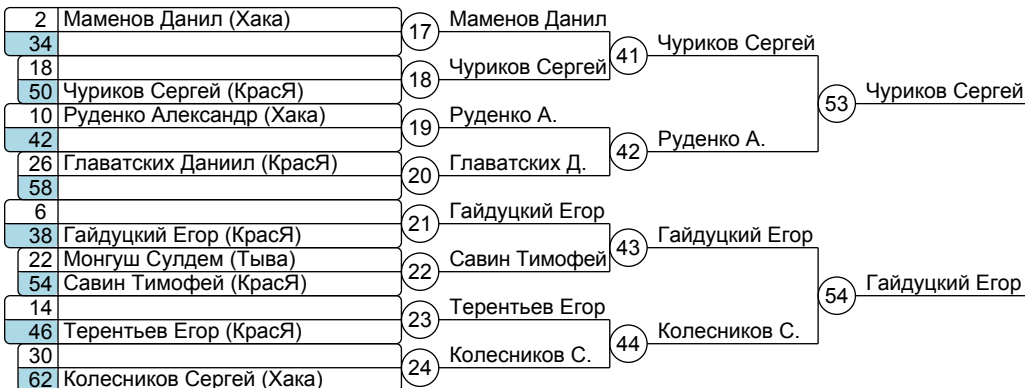 2 Маменов Данил (Хака)
34
18
50 Чуриков Сергей (КрасЯ)
10 Руденко Александр (Хака)
42
26 Главатских Даниил (КрасЯ)
58
6
38 Гайдуцкий Егор (КрасЯ)
22 Монгуш Сулдем (Тыва)
54 Савин Тимофей (КрасЯ)
14
46 Терентьев Егор (КрасЯ)
30
62 Колесников Сергей (Хака)
17 Маменов Данил
18 Чуриков Сергей
19 Руденко А.
20 Главатских Д.
21 Гайдуцкий Егор
22 Савин Тимофей
23 Терентьев Егор
24 Колесников С.
41 Чуриков Сергей
42 Руденко А.
43 Гайдуцкий Егор
44 Колесников С.
53 Чуриков Сергей
54 Гайдуцкий Егор